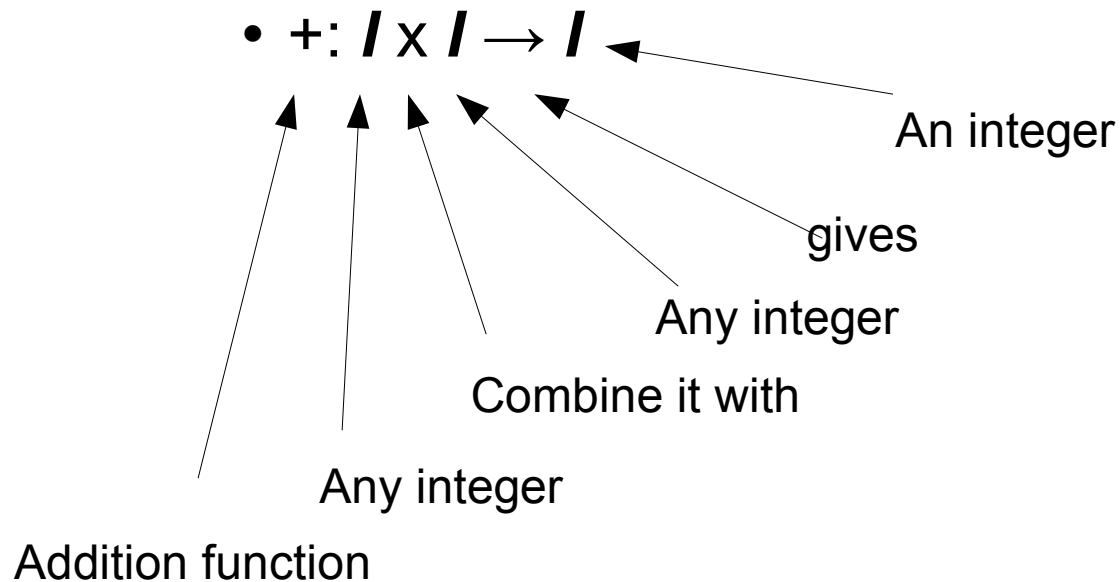 • +: I x I → I
An integer
gives
Any integer
Combine it with
Any integer
Addition function